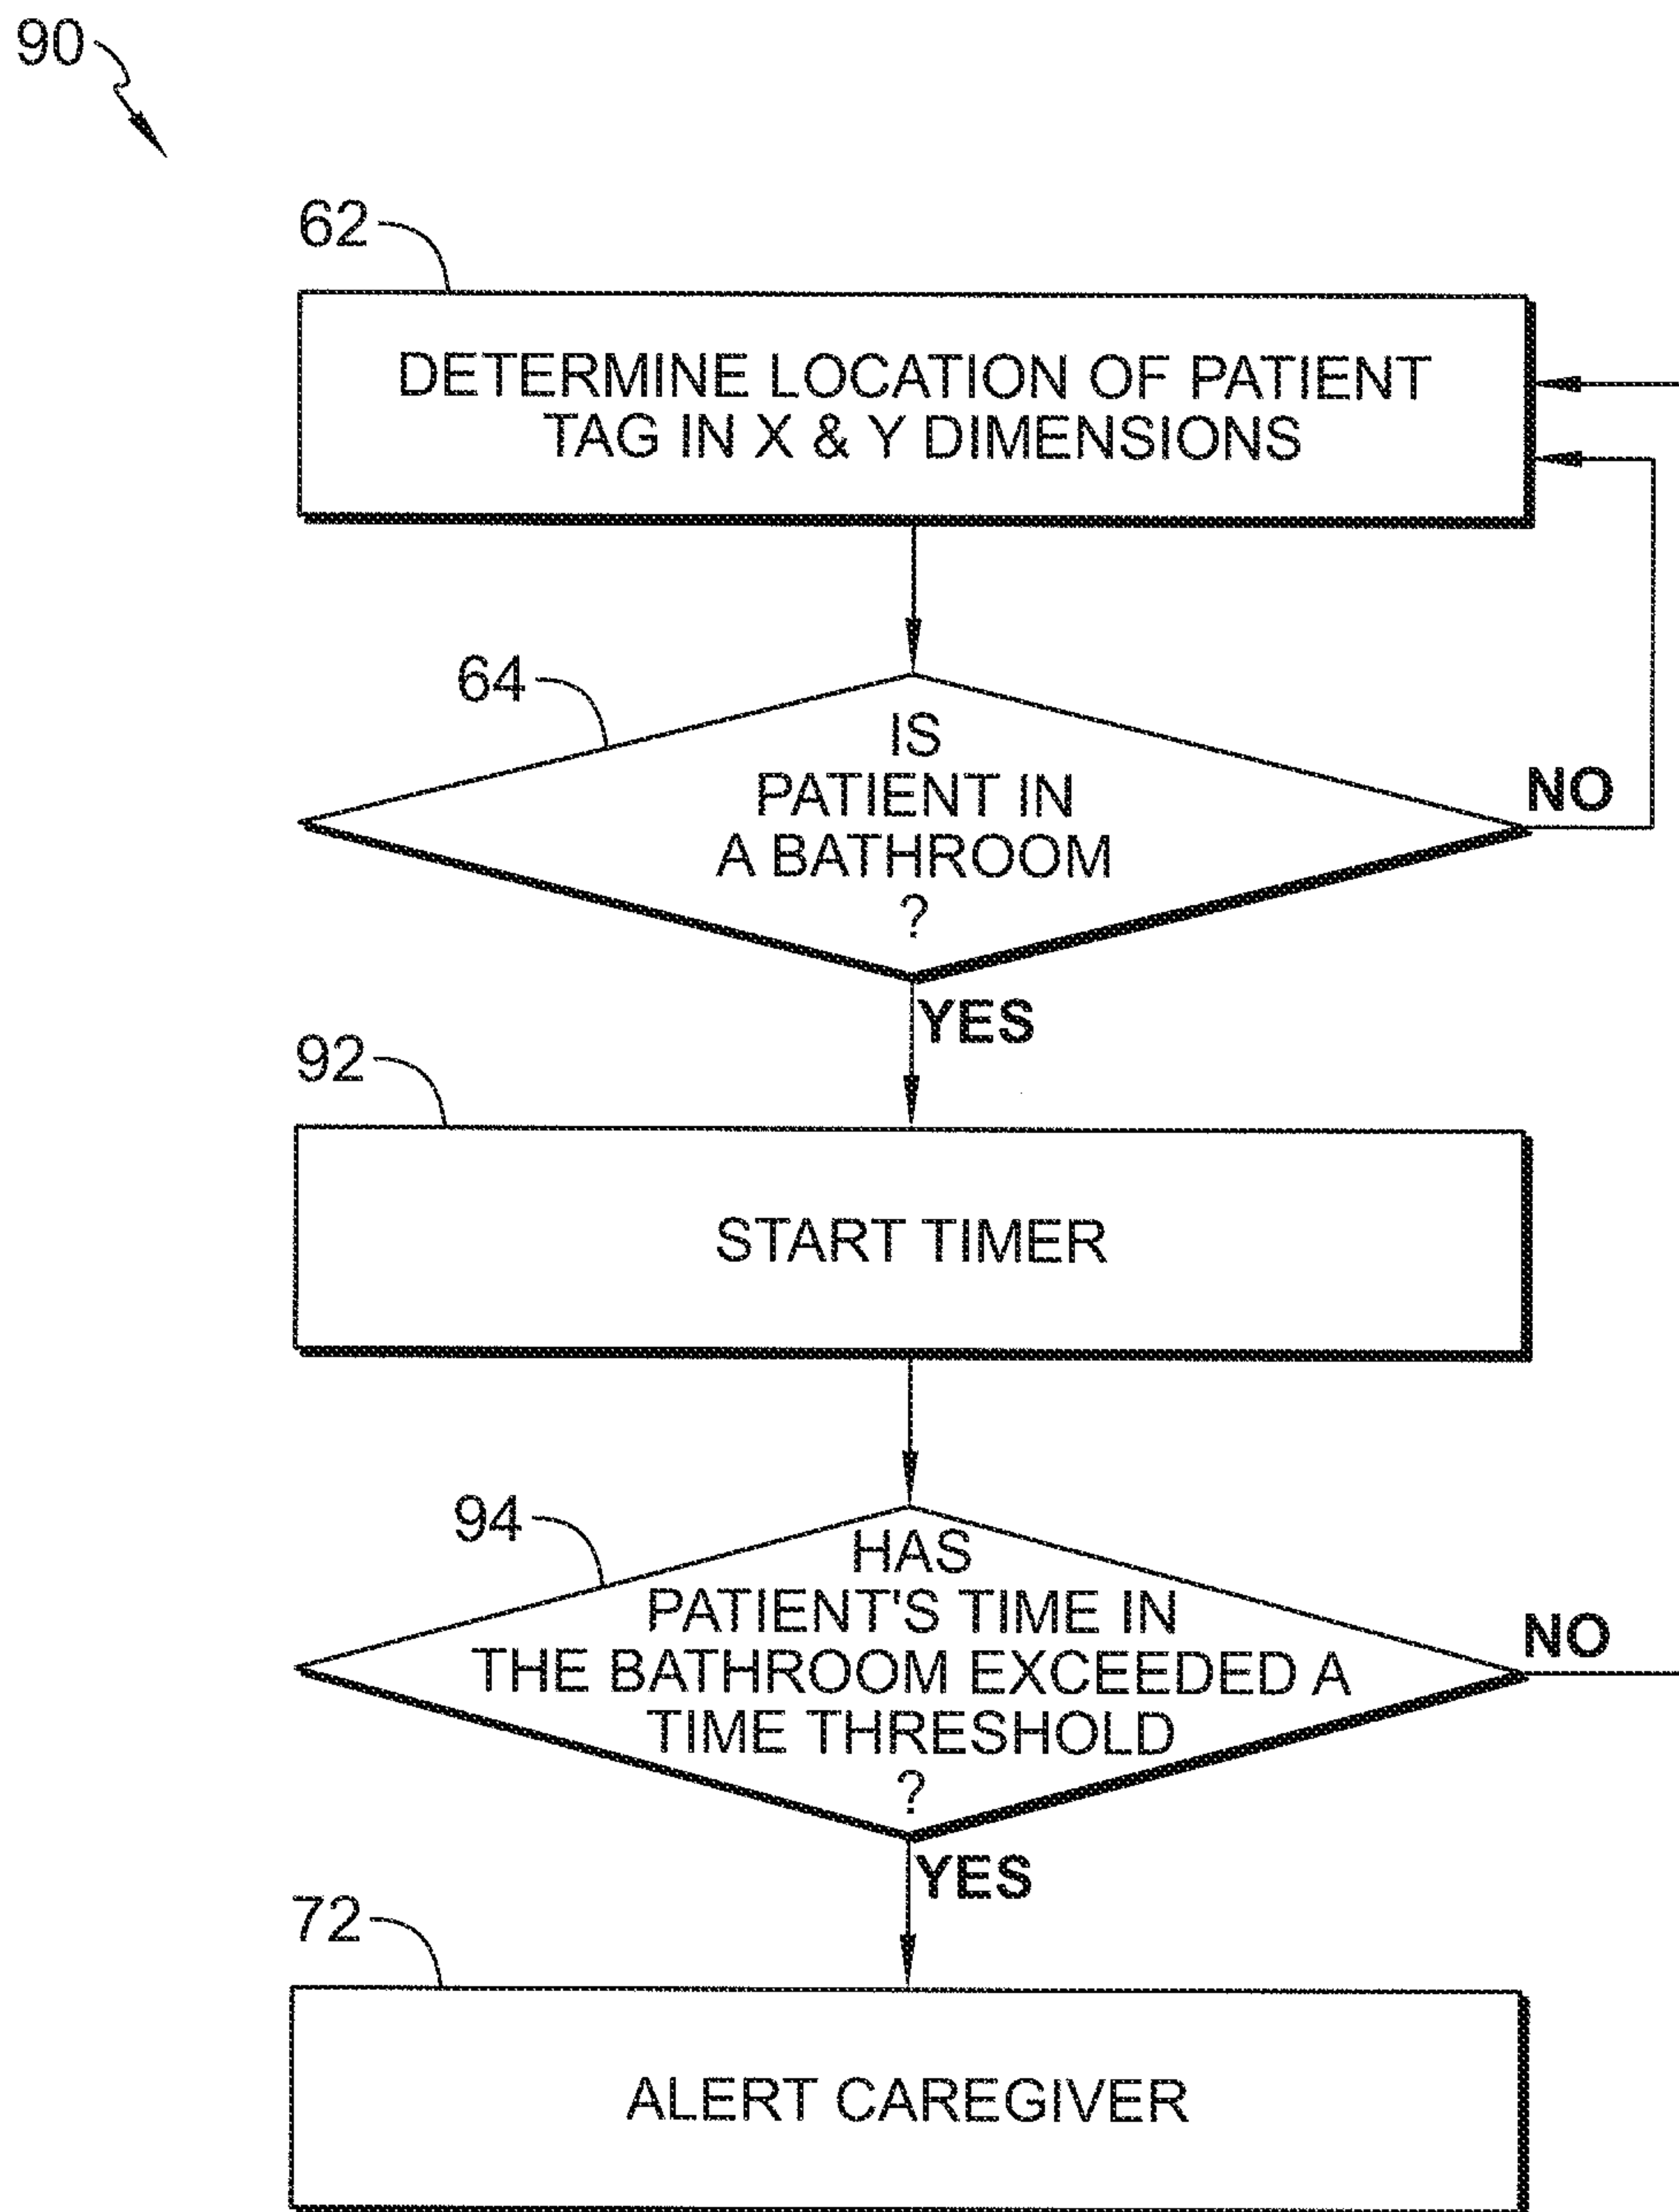 90
62
DETERMINE LOCATION OF PATIENT
TAG IN X & Y DIMENSIONS
64
IS
PATIENT IN
A BATHROOM
?
NO
YES
92
START TIMER
94
HAS
PATIENT'S TIME IN
THE BATHROOM EXCEEDED A
TIME THRESHOLD
?
NO
YES
72
ALERT CAREGIVER